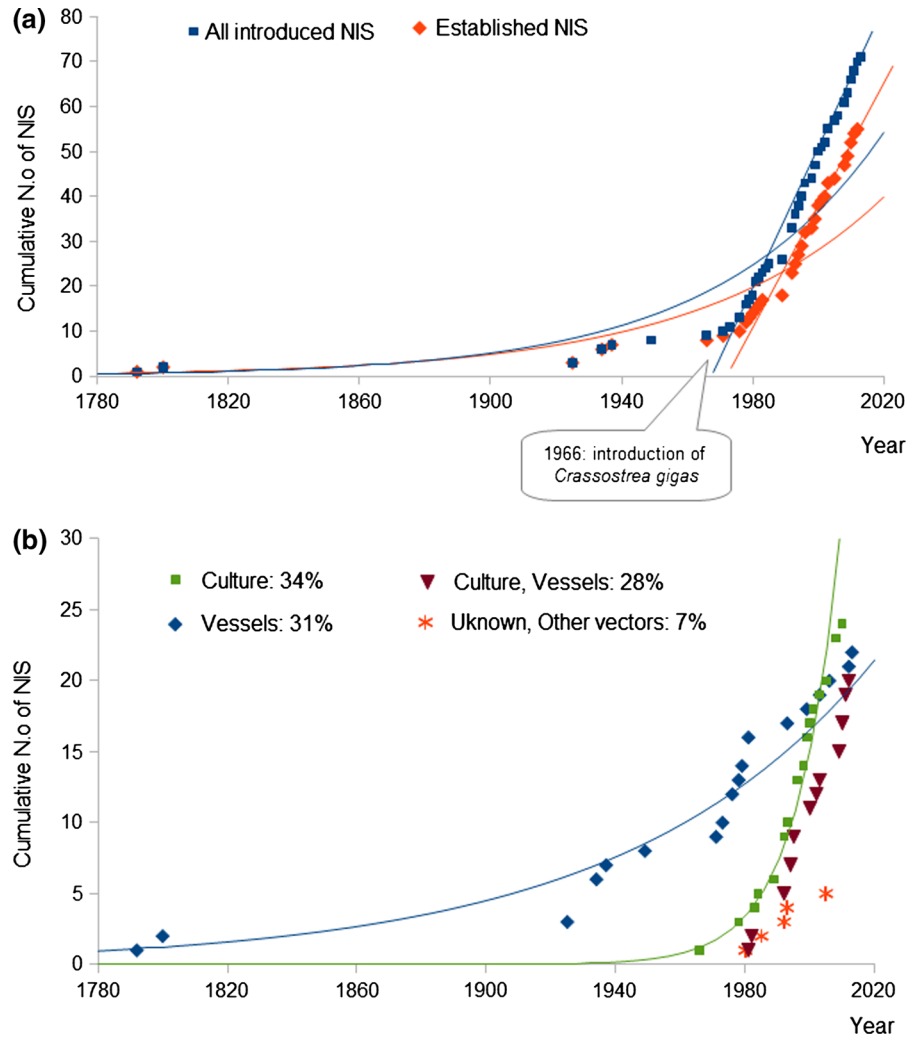 (a)
80
70
60
50
40
30
20
10
0
Cumulative N.o of NIS
All introduced NIS
Established NIS
1780
1820
1860
1900
1940
1980
2020
Year
1966: introduction of
Crassostrea gigas
(b)
30
25
20
15
10
5
0
Cumulative N.o of NIS
Culture: 34%
Culture, Vessels: 28%
Vessels: 31%
Uknown, Other vectors: 7%
1780
1820
1860
1900
1940
1980
2020
Year